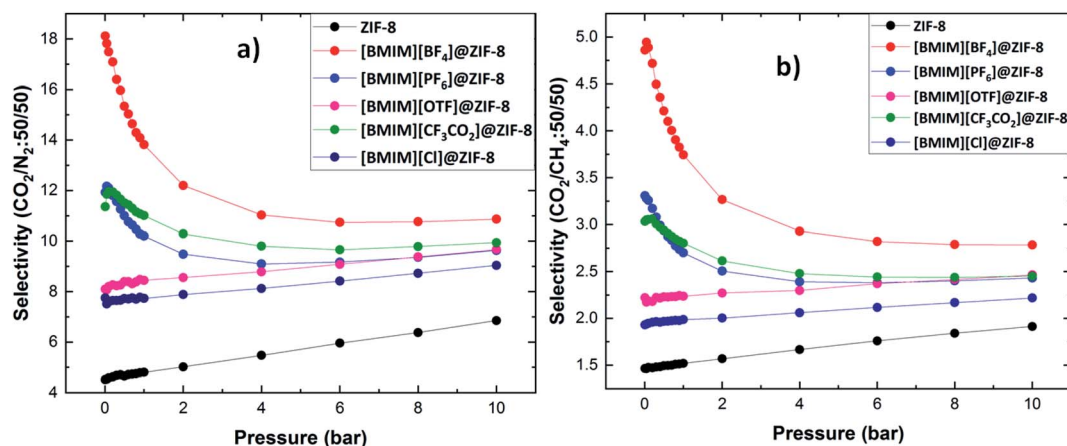 a)
ZIF-8
[BMIM][BF₄]@ZIF-8
[BMIM][PF₆]@ZIF-8
[BMIM][OTF]@ZIF-8
[BMIM][CF₃CO₂]@ZIF-8
[BMIM][Cl]@ZIF-8
Selectivity (CO₂/N₂:50/50)
18
16
14
12
10
8
6
4
0 2 4 6 8 10
Pressure (bar)
b)
ZIF-8
[BMIM][BF₄]@ZIF-8
[BMIM][PF₆]@ZIF-8
[BMIM][OTF]@ZIF-8
[BMIM][CF₃CO₂]@ZIF-8
[BMIM][Cl]@ZIF-8
Selectivity (CO₂/CH₄:50/50)
5.0
4.5
4.0
3.5
3.0
2.5
2.0
1.5
0 2 4 6 8 10
Pressure (bar)